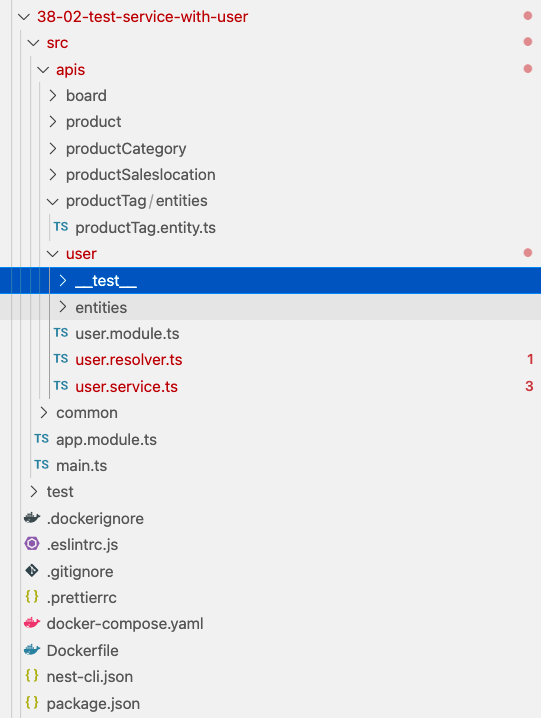 38-02-test-service-with-user
src
apis
board
product
productCategory
productSaleslocation
productTag/entities
TS productTag.entity.ts
user
__test__
entities
TS user.module.ts
TS user.resolver.ts 1
TS user.service.ts 3
common
TS app.module.ts
TS main.ts
test
.dockerignore
.eslintrc.js
.gitignore
{} .prettierrc
docker-compose.yaml
Dockerfile
{} nest-cli.json
{} package.json